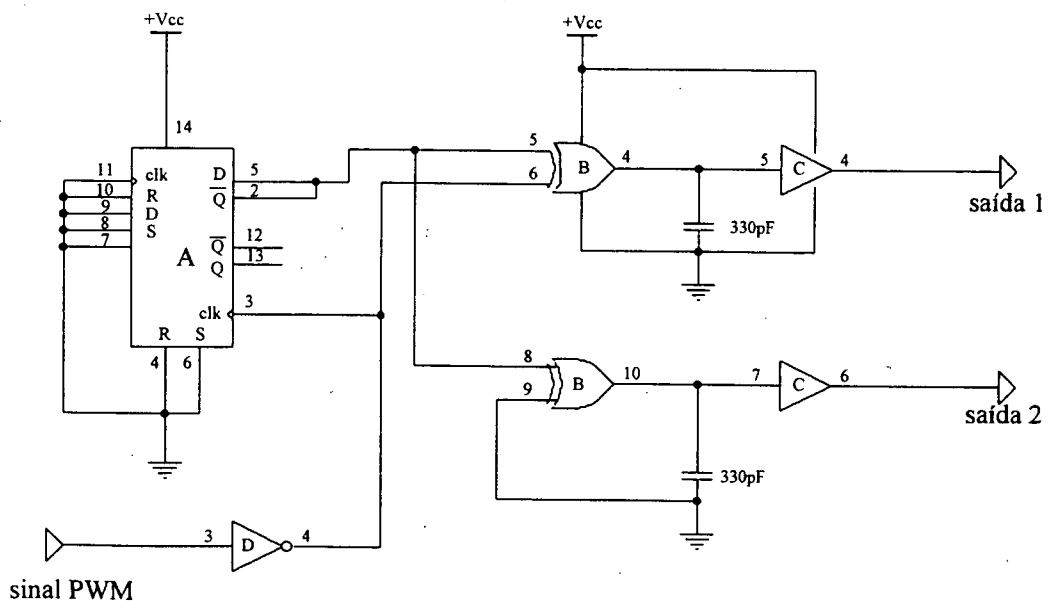 +Vcc
+Vcc
14
11 clk
10 R
9 D
8 S
7
D 5
Q̅ 2
A
Q̅ 12
Q 13
clk 3
R S
4 6
5
6
B
4
5
C
4
saída 1
330pF
8
9
B
10
7
C
6
saída 2
330pF
3
D
4
sinal PWM